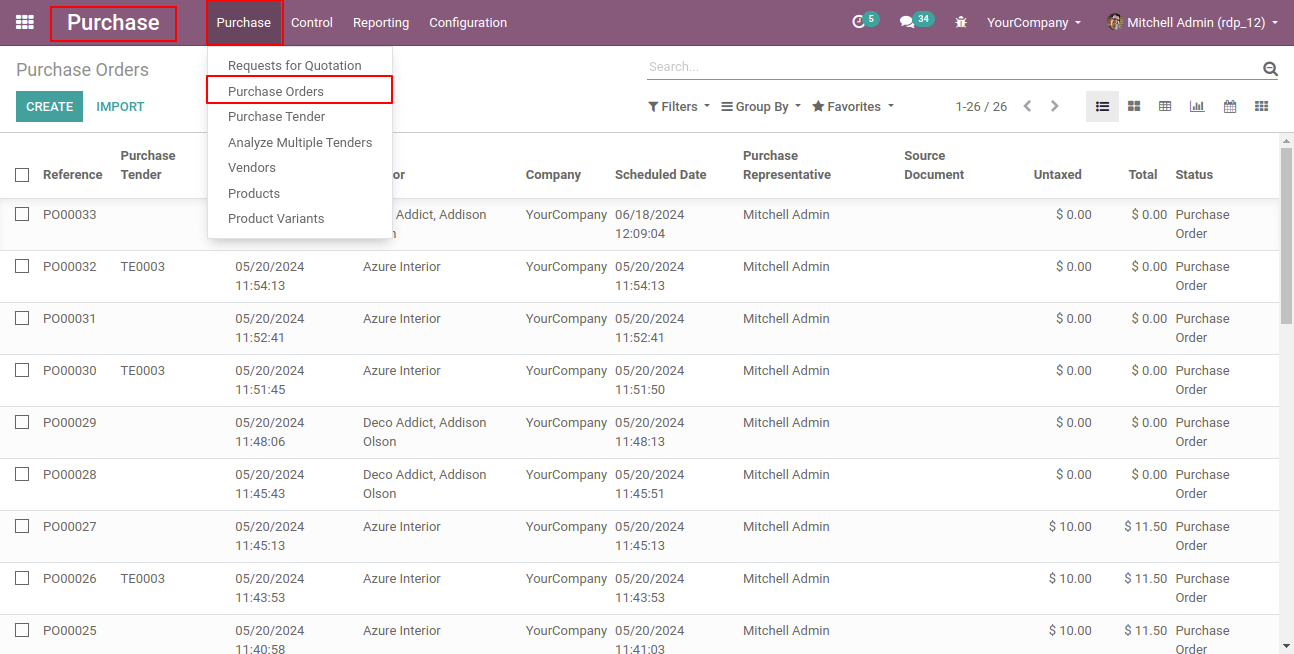 Purchase Purchase Control Reporting Configuration 5 34 YourCompany Mitchell Admin (rdp_12)
Purchase Orders
Search...
CREATE IMPORT
Filters Group By Favorites 1-26 / 26
Requests for Quotation
Purchase Orders
Purchase Tender
Analyze Multiple Tenders
Vendors
Products
Product Variants
Purchase Purchase Source
Reference Tender or Company Scheduled Date Representative Document Untaxed Total Status
PO00033 Addict, Addison YourCompany 06/18/2024 Mitchell Admin $ 0.00 $ 0.00 Purchase
n 12:09:04 Order
PO00032 TE0003 05/20/2024 Azure Interior YourCompany 05/20/2024 Mitchell Admin $ 0.00 $ 0.00 Purchase
11:54:13 11:54:13 Order
PO00031 05/20/2024 Azure Interior YourCompany 05/20/2024 Mitchell Admin $ 0.00 $ 0.00 Purchase
11:52:41 11:52:41 Order
PO00030 TE0003 05/20/2024 Azure Interior YourCompany 05/20/2024 Mitchell Admin $ 0.00 $ 0.00 Purchase
11:51:45 11:51:50 Order
PO00029 05/20/2024 Deco Addict, Addison YourCompany 05/20/2024 Mitchell Admin $ 0.00 $ 0.00 Purchase
11:48:06 Olson 11:48:13 Order
PO00028 05/20/2024 Deco Addict, Addison YourCompany 05/20/2024 Mitchell Admin $ 0.00 $ 0.00 Purchase
11:45:43 Olson 11:45:51 Order
PO00027 05/20/2024 Azure Interior YourCompany 05/20/2024 Mitchell Admin $ 10.00 $ 11.50 Purchase
11:45:13 11:45:13 Order
PO00026 TE0003 05/20/2024 Azure Interior YourCompany 05/20/2024 Mitchell Admin $ 10.00 $ 11.50 Purchase
11:43:53 11:43:53 Order
PO00025 05/20/2024 Azure Interior YourCompany 05/20/2024 Mitchell Admin $ 10.00 $ 11.50 Purchase
11:40:58 11:41:03 Order